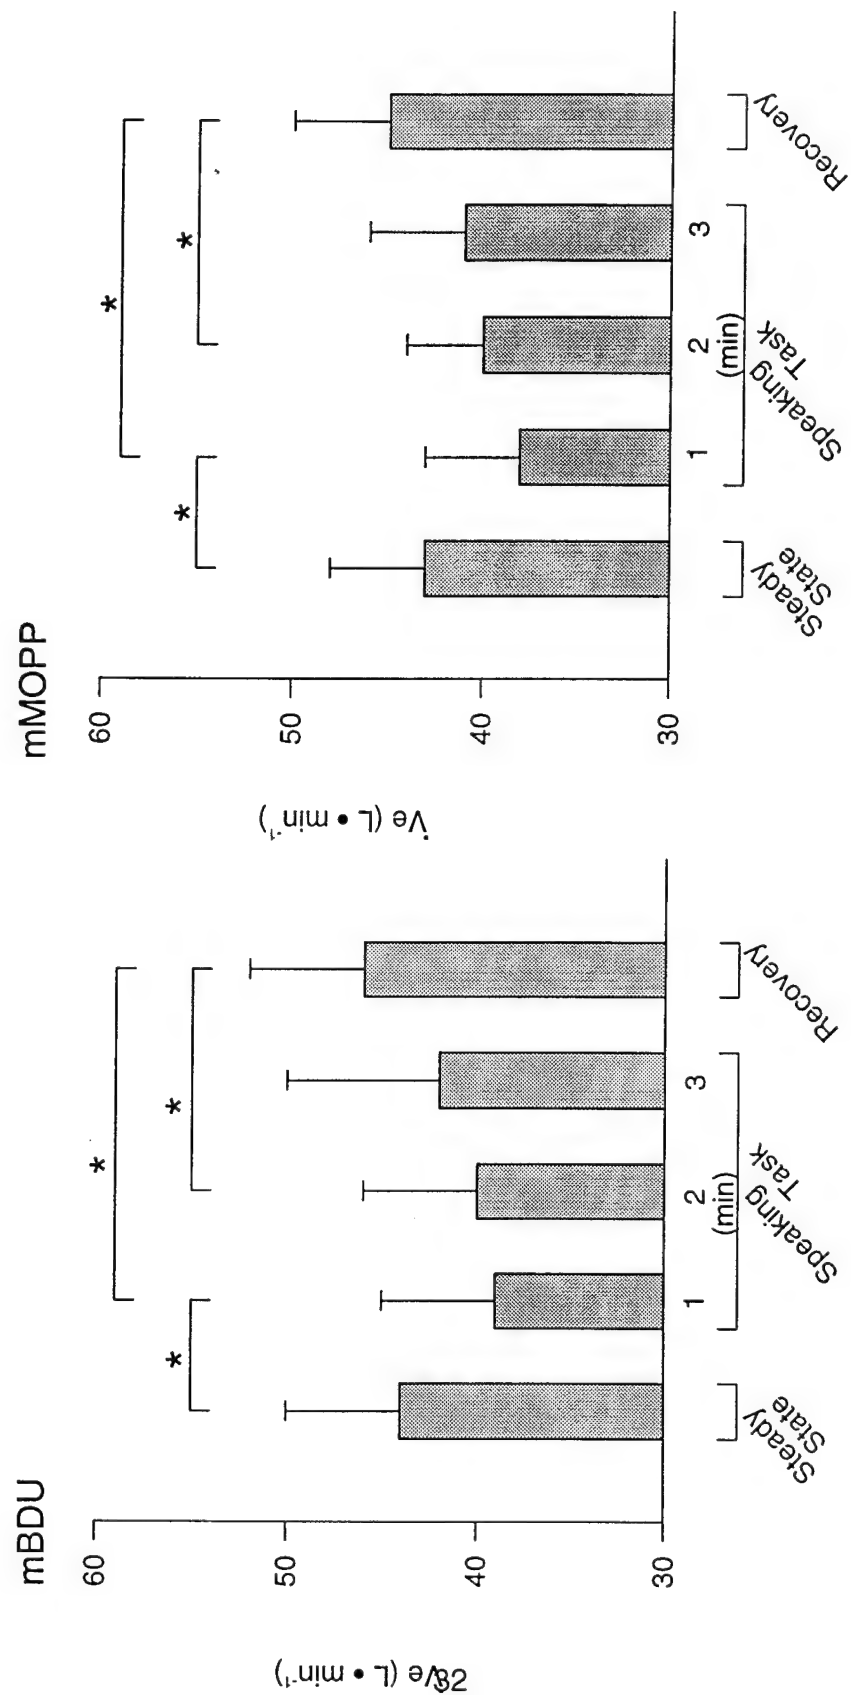 mBDU
V̇e (L • min⁻¹)
28
60
50
40
30
*
*
*
1
2
3
(min)
Steady
State
Speaking
Task
Recovery
mMOPP
V̇e (L • min⁻¹)
60
50
40
30
*
*
*
1
2
3
(min)
Steady
State
Speaking
Task
Recovery